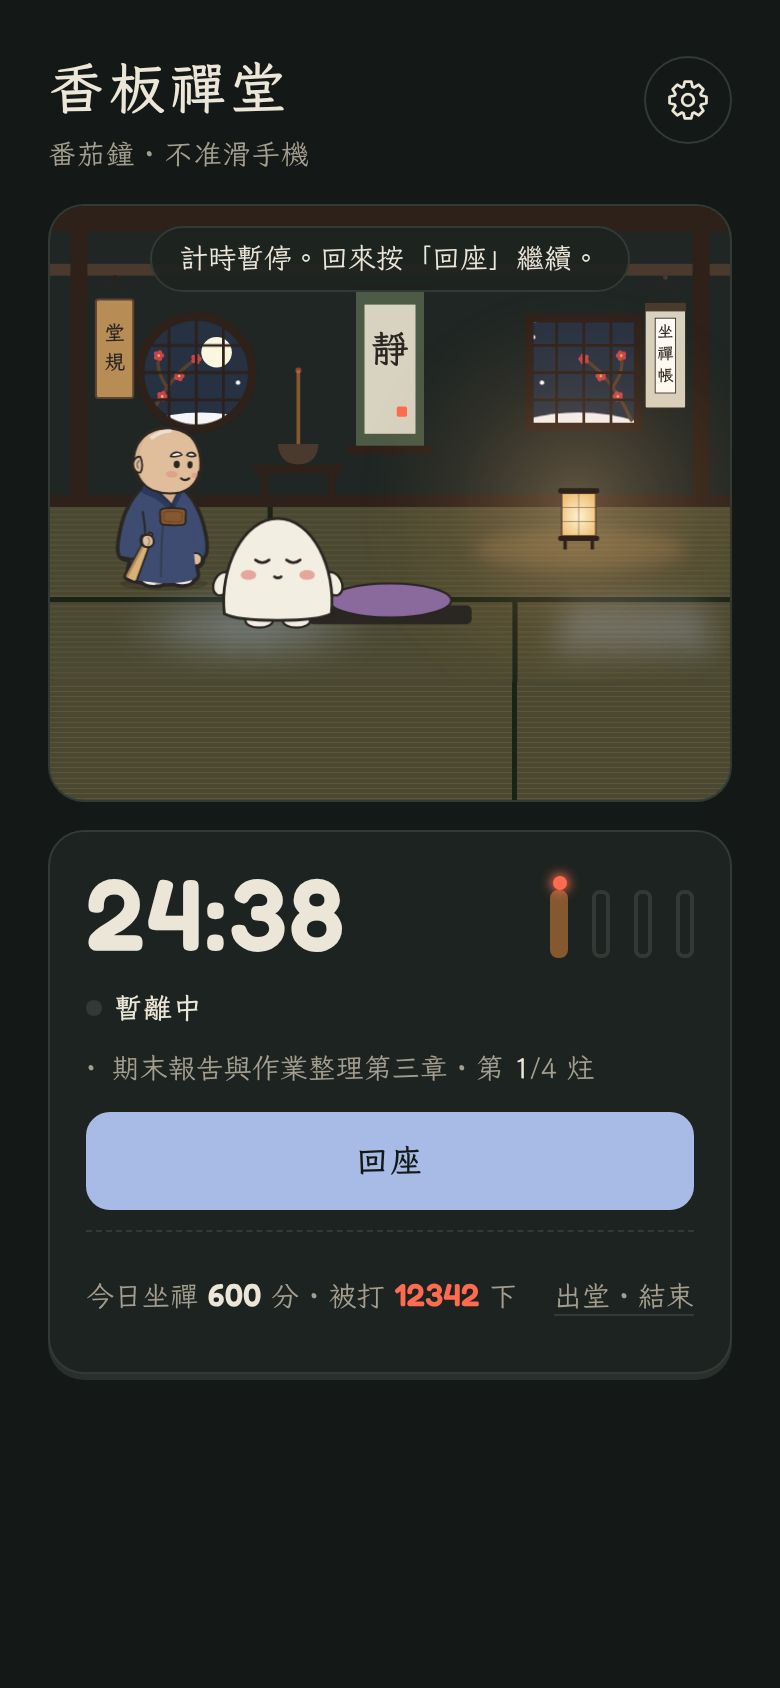 香板禪堂
番茄鐘・不准滑手機
計時暫停。回來按「回座」繼續。
堂規
靜
坐禪帳
24:38
暫離中
・期末報告與作業整理第三章・第 1/4 炷
回座
今日坐禪 600 分・被打 12342 下
出堂・結束